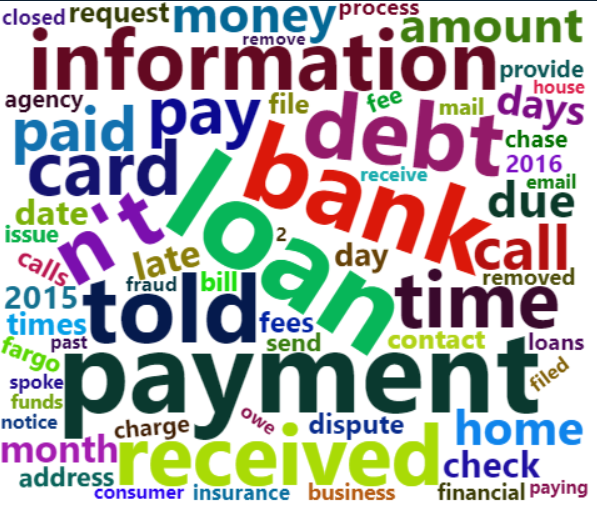 closed request money process
remove amount
information provide
house
agency pay file fee mail days
paid debt chase
card bank receive 2016
email
date n't loan due
issue 2 call
calls late day removed
fraud bill time
2015 told
times fees contact loans
fargo past send
payment filed
spoke
funds owe
notice charge dispute home
month received check
address
consumer insurance business financial paying